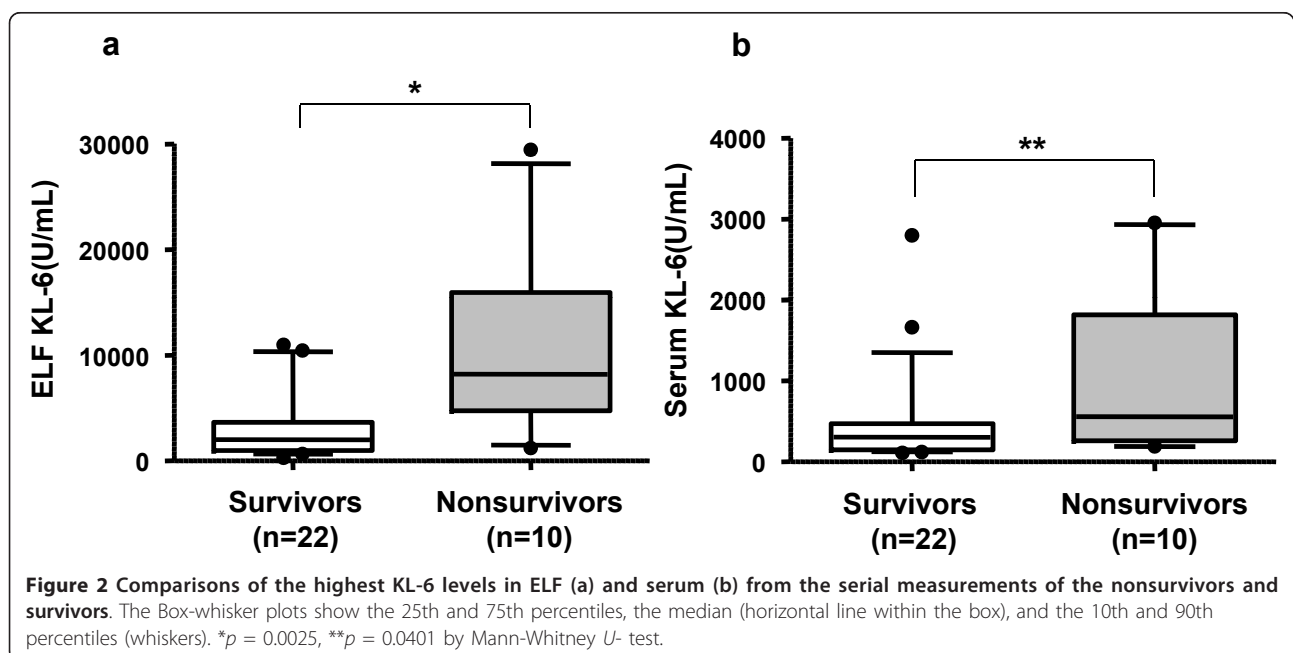 a
b
*
**
30000
20000
10000
0
ELF KL-6(U/mL)
4000
3000
2000
1000
0
Serum KL-6(U/mL)
Survivors
(n=22)
Nonsurvivors
(n=10)
Survivors
(n=22)
Nonsurvivors
(n=10)
Figure 2 Comparisons of the highest KL-6 levels in ELF (a) and serum (b) from the serial measurements of the nonsurvivors and
survivors. The Box-whisker plots show the 25th and 75th percentiles, the median (horizontal line within the box), and the 10th and 90th
percentiles (whiskers). *p = 0.0025, **p = 0.0401 by Mann-Whitney U- test.